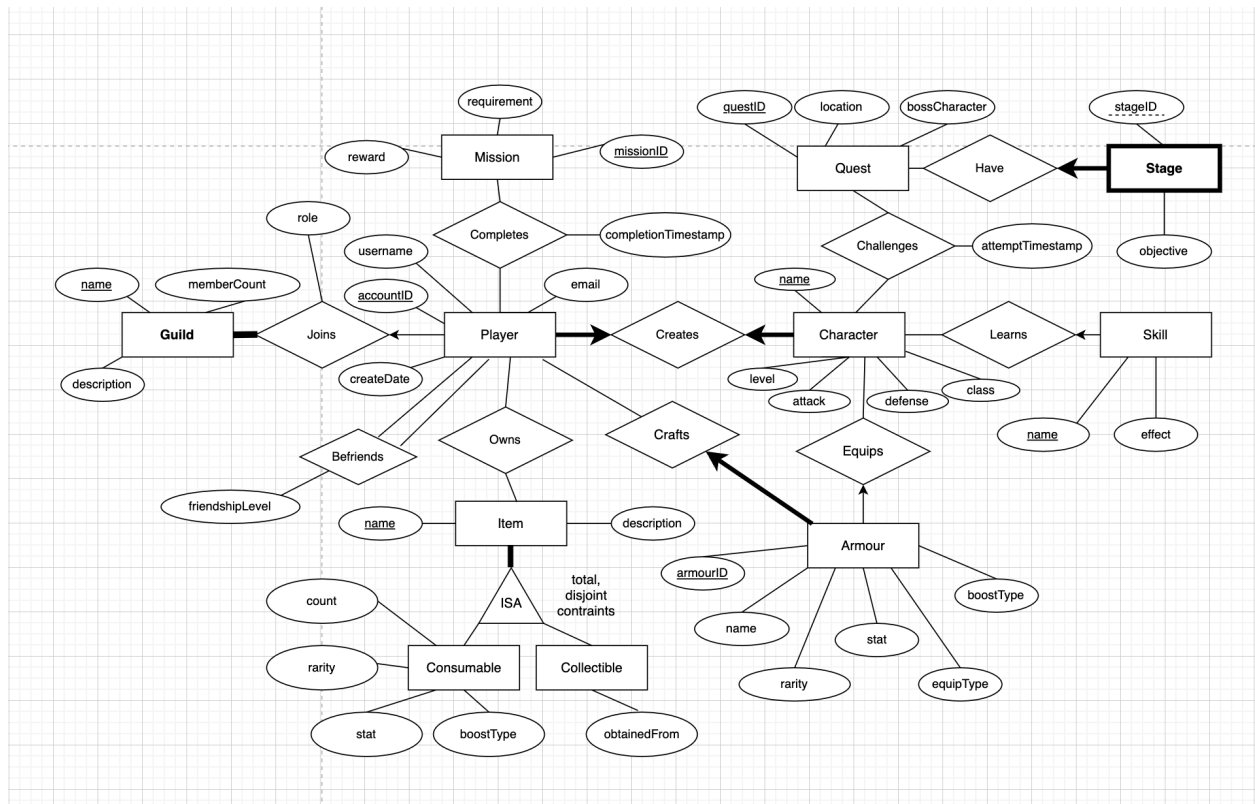 requirement
questID
location
bossCharacter
stageID
Mission
reward
missionID
Quest
Have
Stage
role
Completes
completionTimestamp
Challenges
attemptTimestamp
objective
username
name
memberCount
accountID
email
name
Guild
Joins
Player
Creates
Character
Learns
Skill
description
createDate
level
attack
defense
class
Befriends
Owns
Crafts
Equips
name
effect
friendshipLevel
name
Item
description
Armour
armourID
boostType
total,
disjoint
contraints
ISA
count
name
stat
rarity
Consumable
Collectible
rarity
equipType
stat
boostType
obtainedFrom